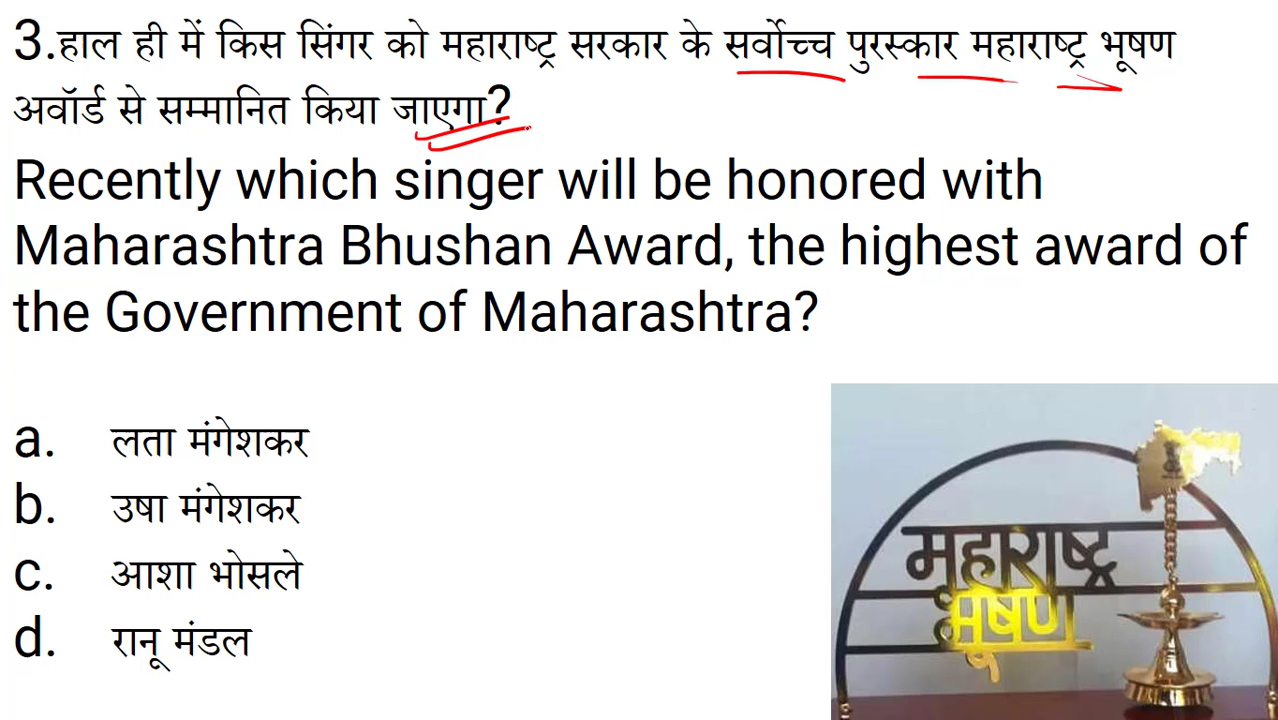 3.हाल ही में किस सिंगर को महाराष्ट्र सरकार के सर्वोच्च पुरस्कार महाराष्ट्र भूषण
अवॉर्ड से सम्मानित किया जाएगा?
Recently which singer will be honored with
Maharashtra Bhushan Award, the highest award of
the Government of Maharashtra?
a. लता मंगेशकर
b. उषा मंगेशकर
c. आशा भोसले
d. रानू मंडल
महाराष्ट्र
भूषण